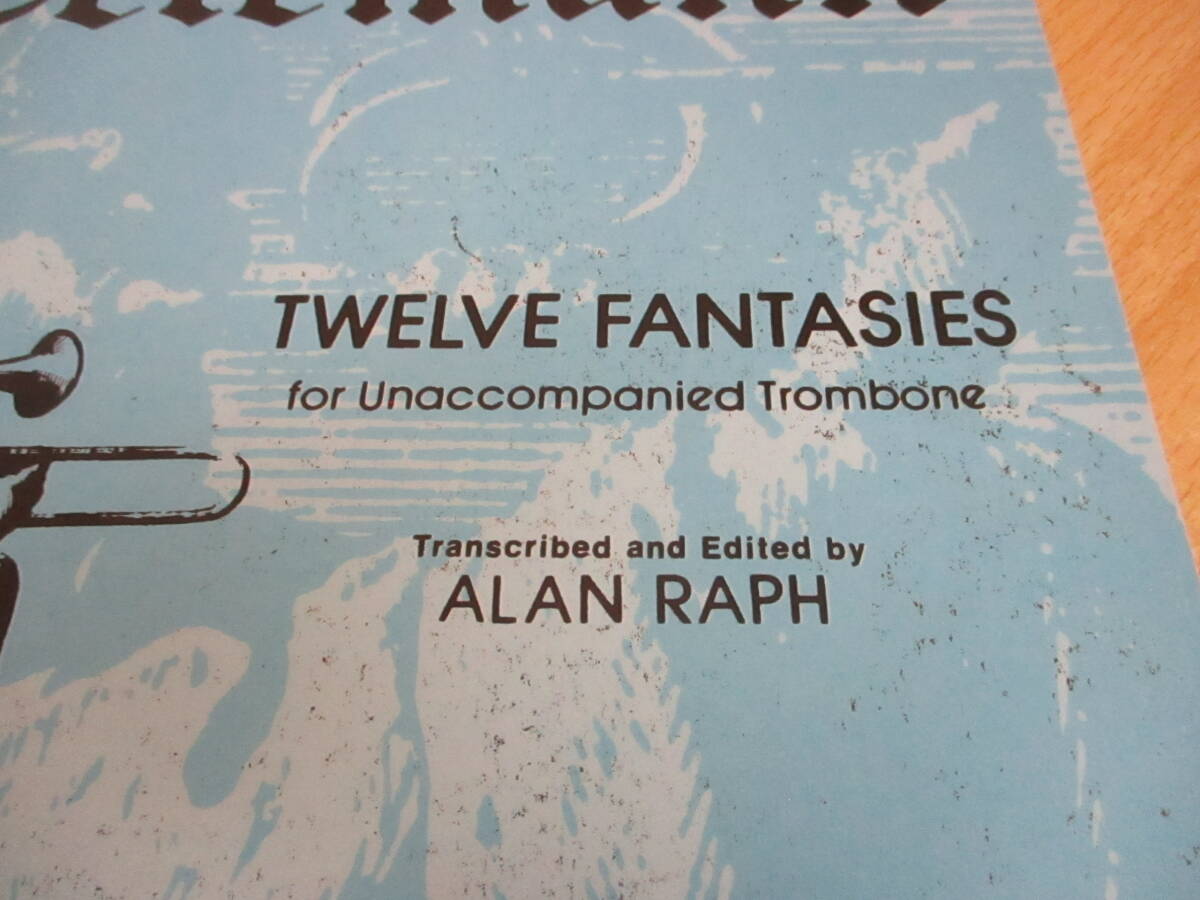 TWELVE FANTASIES
for Unaccompanied Trombone
Transcribed and Edited by
ALAN RAPH